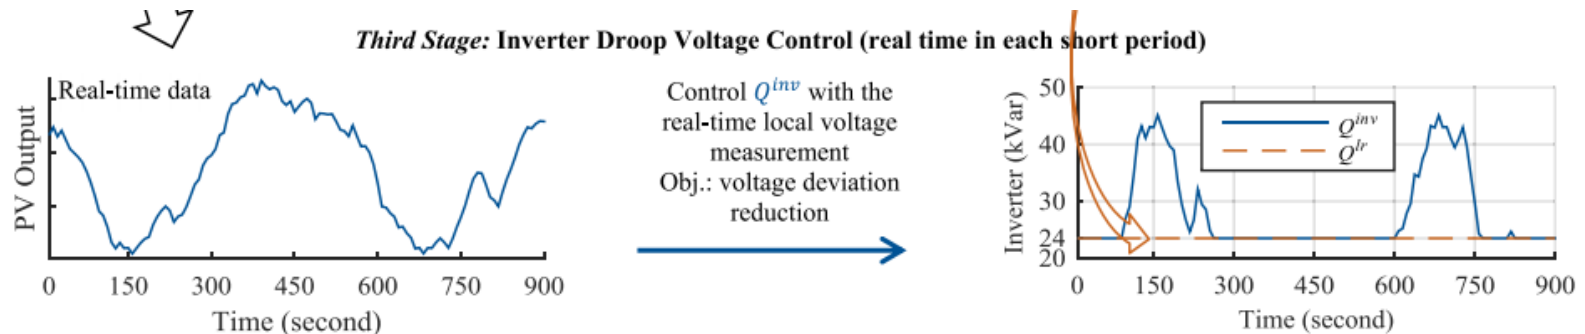 Third Stage: Inverter Droop Voltage Control (real time in each short period)
Real-time data
PV Output
0 150 300 450 600 750 900
Time (second)
Control Q^inv with the
real-time local voltage
measurement
Obj.: voltage deviation
reduction
50
40
30
24
20
Inverter (kVar)
Q^inv
Q^lr
0 150 300 450 600 750 900
Time (second)